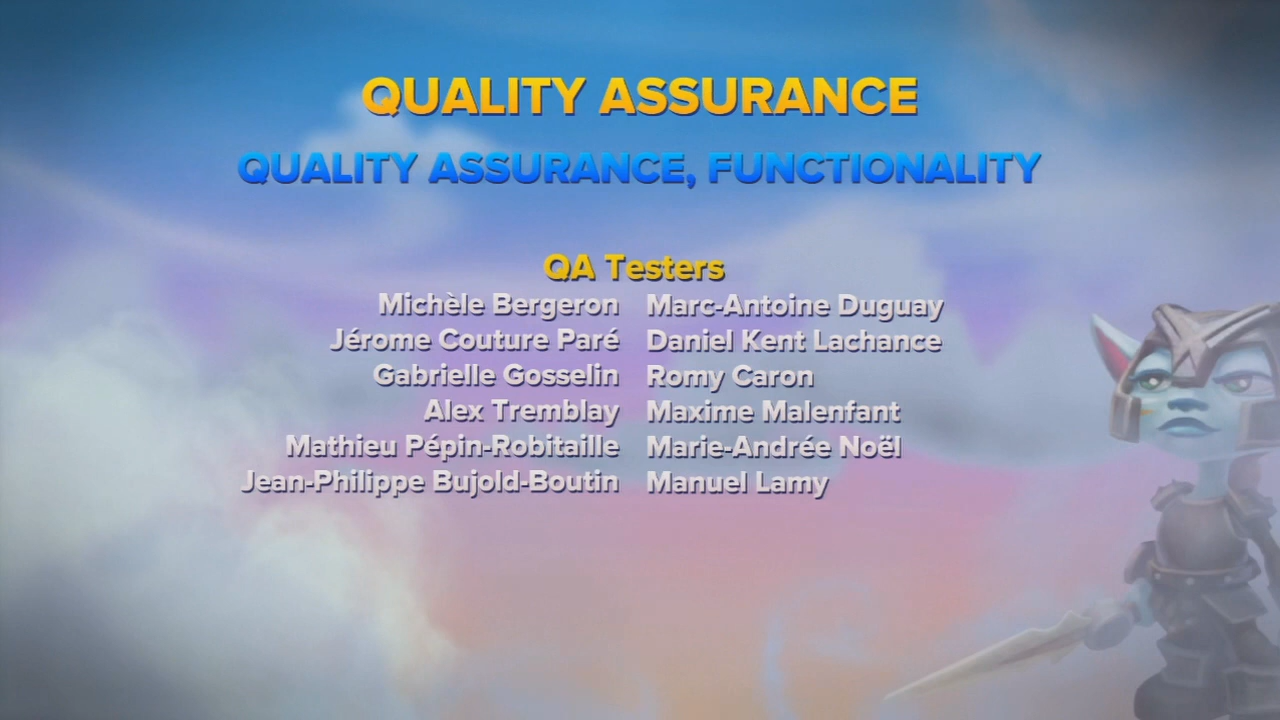 QUALITY ASSURANCE
QUALITY ASSURANCE, FUNCTIONALITY
QA Testers
Michèle Bergeron Marc-Antoine Duguay
Jérome Couture Paré Daniel Kent Lachance
Gabrielle Gosselin Romy Caron
Alex Tremblay Maxime Malenfant
Mathieu Pépin-Robitaille Marie-Andrée Noël
Jean-Philippe Bujold-Boutin Manuel Lamy